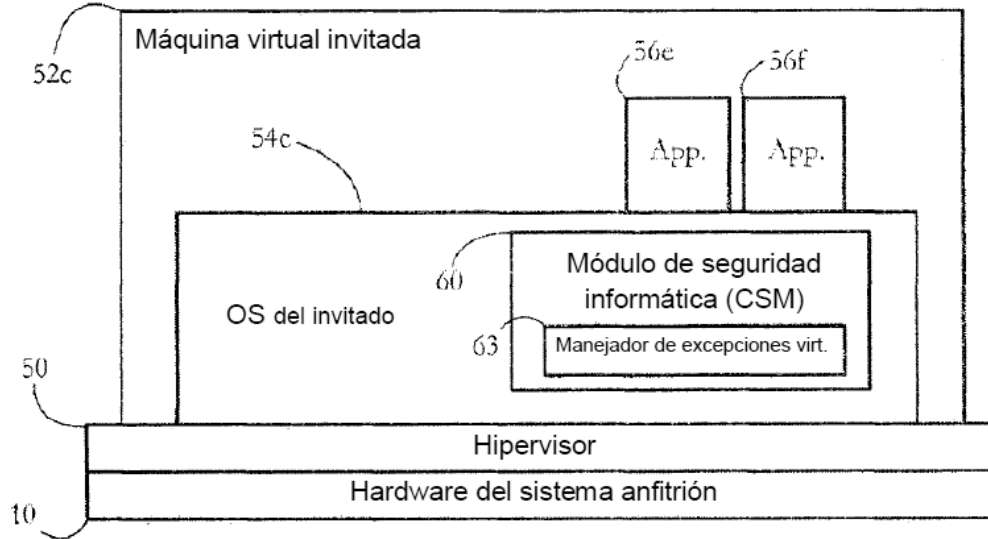 Máquina virtual invitada
52c
56e
56f
App.
App.
54c
60
Módulo de seguridad
informática (CSM)
OS del invitado
63
Manejador de excepciones virt.
50
Hipervisor
Hardware del sistema anfitrión
10